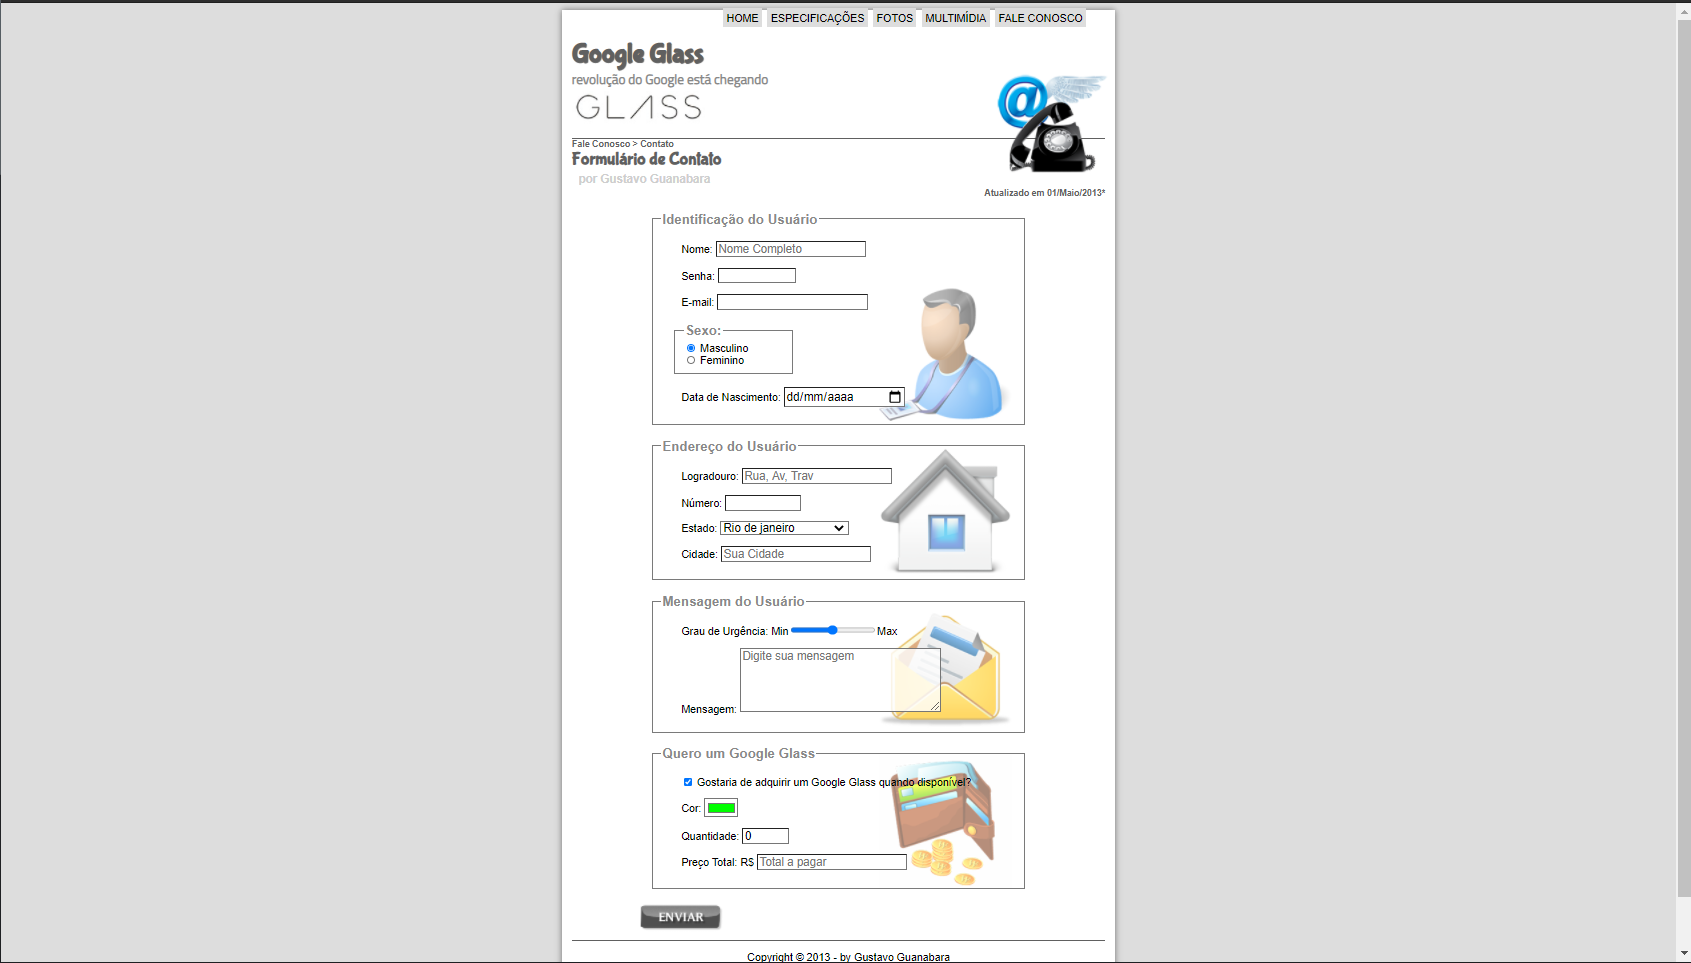 HOME ESPECIFICAÇÕES FOTOS MULTIMÍDIA FALE CONOSCO
Google Glass
revolução do Google está chegando
GLASS
Fale Conosco > Contato
Formulário de Contato
por Gustavo Guanabara
Atualizado em 01/Maio/2013*
Identificação do Usuário
Nome: Nome Completo
Senha:
E-mail:
Sexo:
Masculino
Feminino
Data de Nascimento: dd/mm/aaaa
Endereço do Usuário
Logradouro: Rua, Av, Trav
Número:
Estado: Rio de janeiro
Cidade: Sua Cidade
Mensagem do Usuário
Grau de Urgência: Min Max
Digite sua mensagem
Mensagem:
Quero um Google Glass
Gostaria de adquirir um Google Glass quando disponível?
Cor:
Quantidade: 0
Preço Total: R$ Total a pagar
ENVIAR
Copyright © 2013 - by Gustavo Guanabara